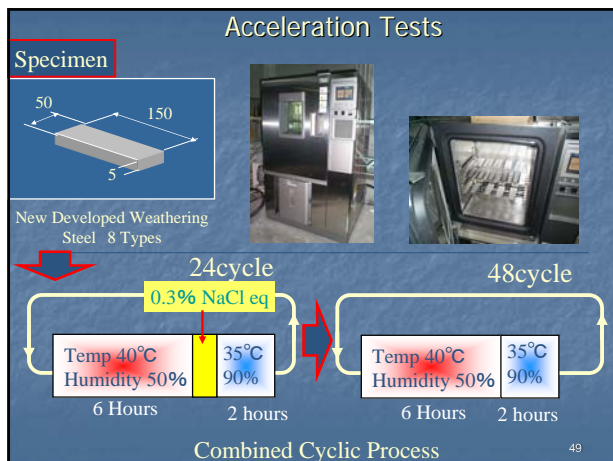 Acceleration Tests
Specimen
50
150
5
New Developed Weathering
Steel 8 Types
24cycle
0.3% NaCl eq
Temp 40℃
Humidity 50%
35℃
90%
6 Hours
2 hours
48cycle
Temp 40℃
Humidity 50%
35℃
90%
6 Hours
2 hours
Combined Cyclic Process
49